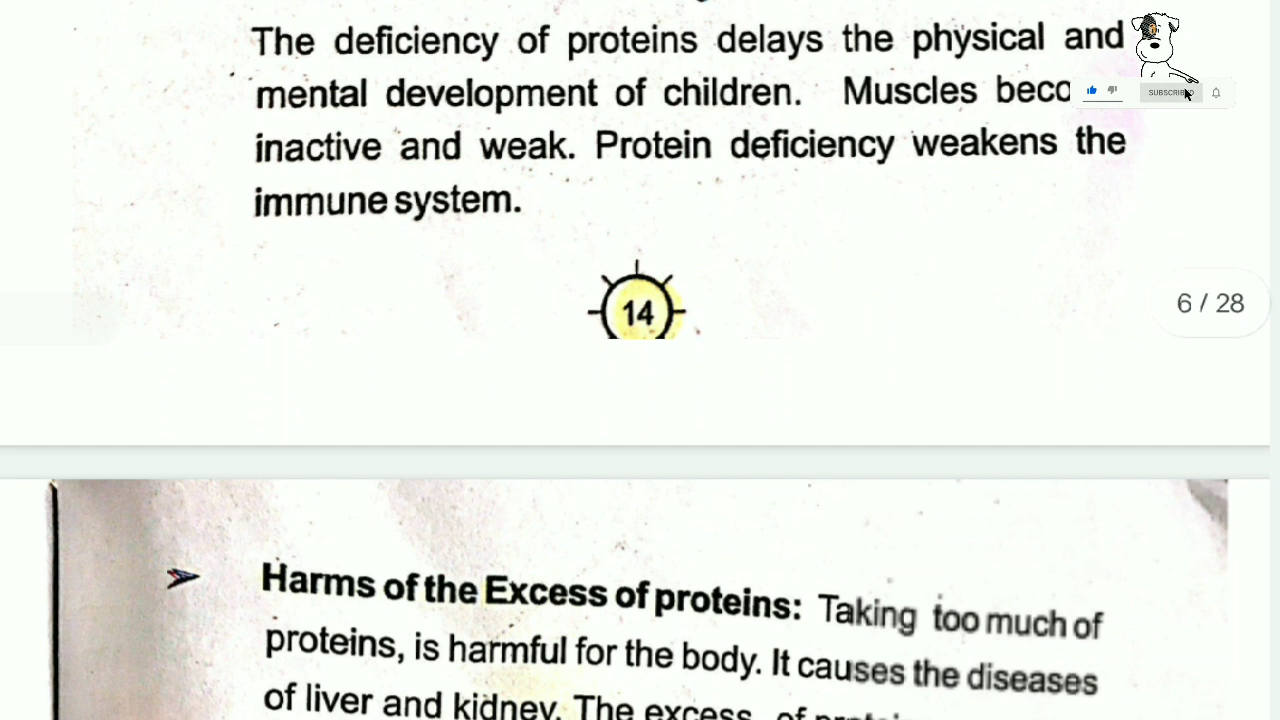 The deficiency of proteins delays the physical and
mental development of children. Muscles beco
SUBSCRIBED
inactive and weak. Protein deficiency weakens the
immune system.
14
6 / 28
Harms of the Excess of proteins: Taking too much of
proteins, is harmful for the body. It causes the diseases
of liver and kidney. The excess of